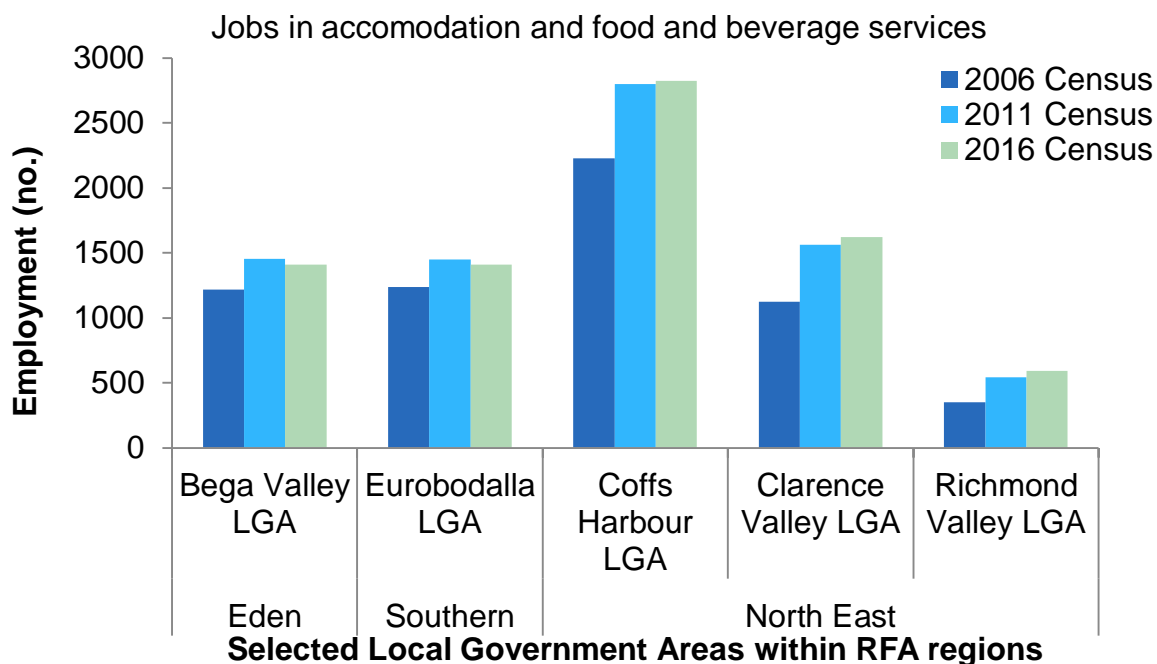 Jobs in accomodation and food and beverage services
3000
2500
2000
1500
1000
500
0
Employment (no.)
2006 Census
2011 Census
2016 Census
Bega Valley
LGA
Eurobodalla
LGA
Coffs
Harbour
LGA
Clarence
Valley LGA
Richmond
Valley LGA
Eden
Southern
North East
Selected Local Government Areas within RFA regions